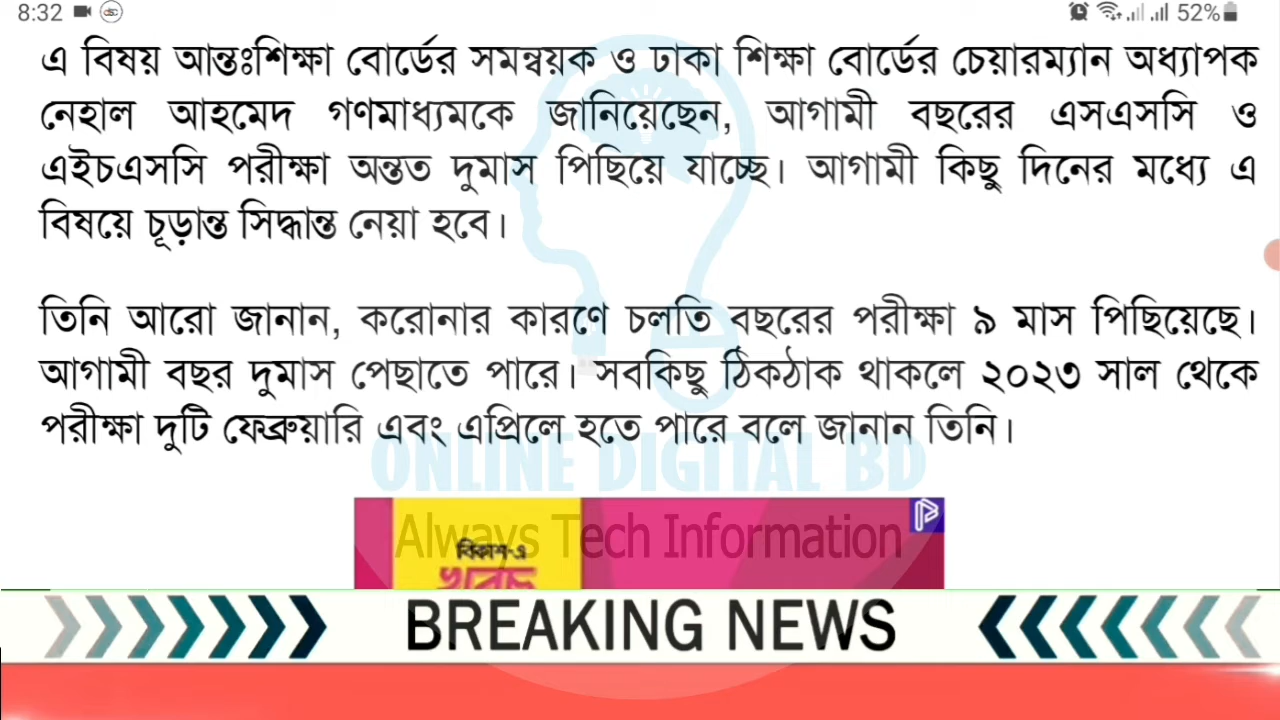 8:32
52%
এ বিষয় আন্তঃশিক্ষা বোর্ডের সমন্বয়ক ও ঢাকা শিক্ষা বোর্ডের চেয়ারম্যান অধ্যাপক
নেহাল আহমেদ গণমাধ্যমকে জানিয়েছেন, আগামী বছরের এসএসসি ও
এইচএসসি পরীক্ষা অন্তত দুমাস পিছিয়ে যাচ্ছে। আগামী কিছু দিনের মধ্যে এ
বিষয়ে চূড়ান্ত সিদ্ধান্ত নেয়া হবে।
তিনি আরো জানান, করোনার কারণে চলতি বছরের পরীক্ষা ৯ মাস পিছিয়েছে।
আগামী বছর দুমাস পেছাতে পারে। সবকিছু ঠিকঠাক থাকলে ২০২৩ সাল থেকে
পরীক্ষা দুটি ফেব্রুয়ারি এবং এপ্রিলে হতে পারে বলে জানান তিনি।
ONLINE DIGITAL BD
Always Tech Information
বিকাশ-এ
BREAKING NEWS